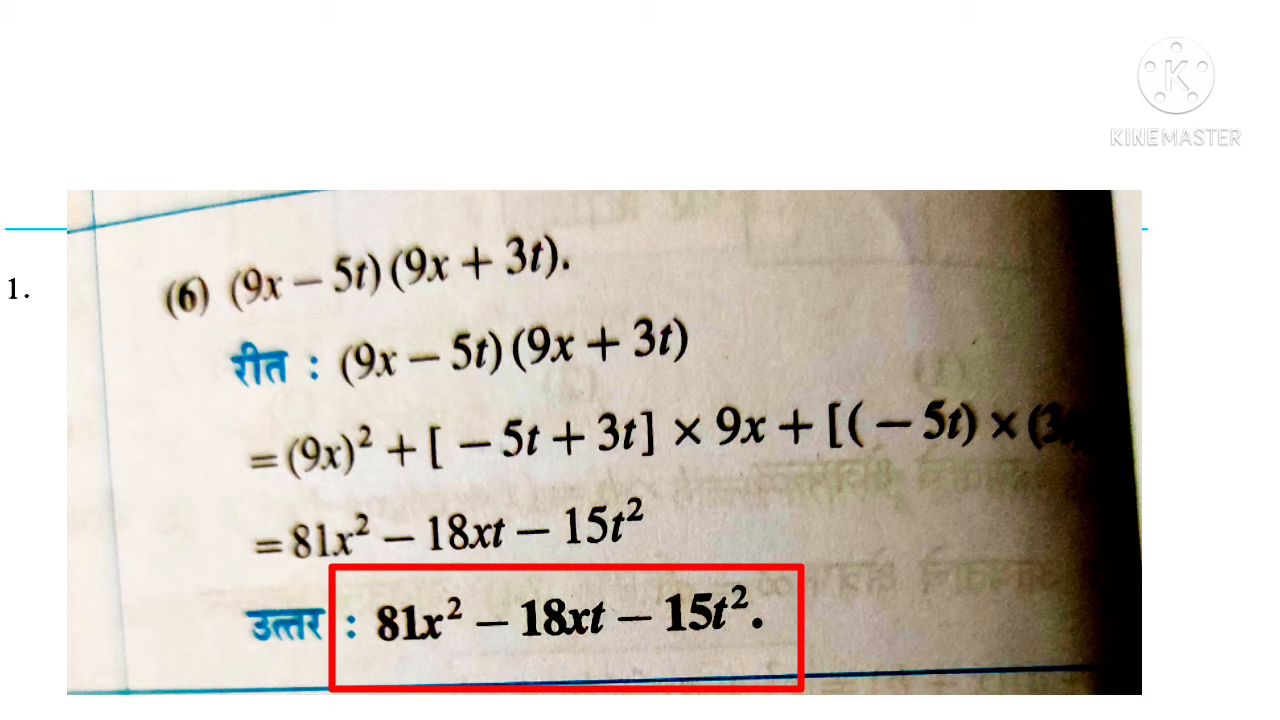 KINEMASTER
1.
(6) (9x – 5t) (9x + 3t).
रीत : (9x – 5t) (9x + 3t)
= (9x)² + [ – 5t + 3t] × 9x + [( – 5t) × (3
= 81x² – 18xt – 15t²
उत्तर : 81x² – 18xt – 15t².